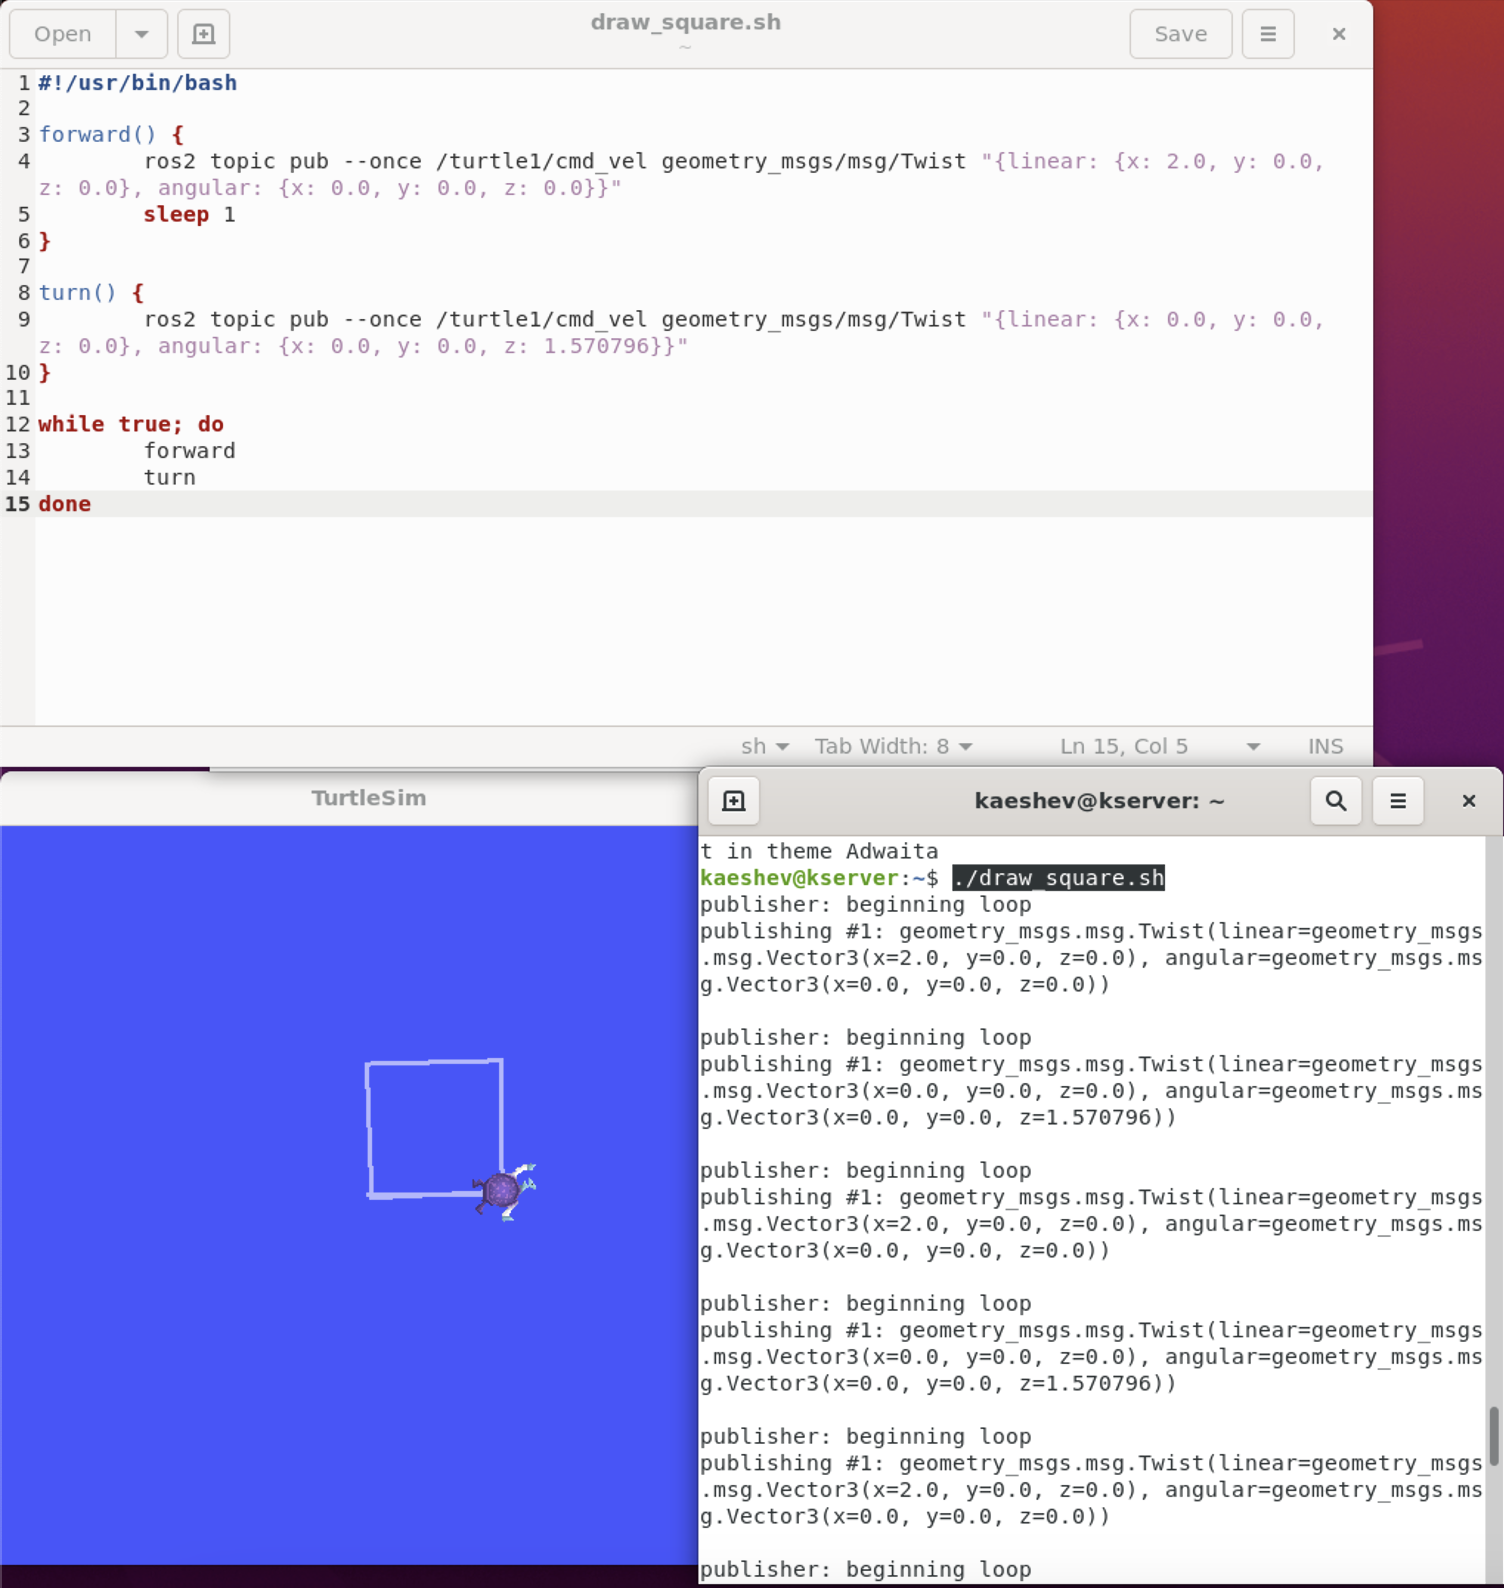 Open
draw_square.sh
~
Save
1 #!/usr/bin/bash
2
3 forward() {
4 ros2 topic pub --once /turtle1/cmd_vel geometry_msgs/msg/Twist "{linear: {x: 2.0, y: 0.0,
z: 0.0}, angular: {x: 0.0, y: 0.0, z: 0.0}}"
5 sleep 1
6 }
7
8 turn() {
9 ros2 topic pub --once /turtle1/cmd_vel geometry_msgs/msg/Twist "{linear: {x: 0.0, y: 0.0,
z: 0.0}, angular: {x: 0.0, y: 0.0, z: 1.570796}}"
10 }
11
12 while true; do
13 forward
14 turn
15 done
sh Tab Width: 8 Ln 15, Col 5 INS
TurtleSim
kaeshev@kserver: ~
t in theme Adwaita
kaeshev@kserver:~$ ./draw_square.sh
publisher: beginning loop
publishing #1: geometry_msgs.msg.Twist(linear=geometry_msgs
.msg.Vector3(x=2.0, y=0.0, z=0.0), angular=geometry_msgs.ms
g.Vector3(x=0.0, y=0.0, z=0.0))
publisher: beginning loop
publishing #1: geometry_msgs.msg.Twist(linear=geometry_msgs
.msg.Vector3(x=0.0, y=0.0, z=0.0), angular=geometry_msgs.ms
g.Vector3(x=0.0, y=0.0, z=1.570796))
publisher: beginning loop
publishing #1: geometry_msgs.msg.Twist(linear=geometry_msgs
.msg.Vector3(x=2.0, y=0.0, z=0.0), angular=geometry_msgs.ms
g.Vector3(x=0.0, y=0.0, z=0.0))
publisher: beginning loop
publishing #1: geometry_msgs.msg.Twist(linear=geometry_msgs
.msg.Vector3(x=0.0, y=0.0, z=0.0), angular=geometry_msgs.ms
g.Vector3(x=0.0, y=0.0, z=1.570796))
publisher: beginning loop
publishing #1: geometry_msgs.msg.Twist(linear=geometry_msgs
.msg.Vector3(x=2.0, y=0.0, z=0.0), angular=geometry_msgs.ms
g.Vector3(x=0.0, y=0.0, z=0.0))
publisher: beginning loop